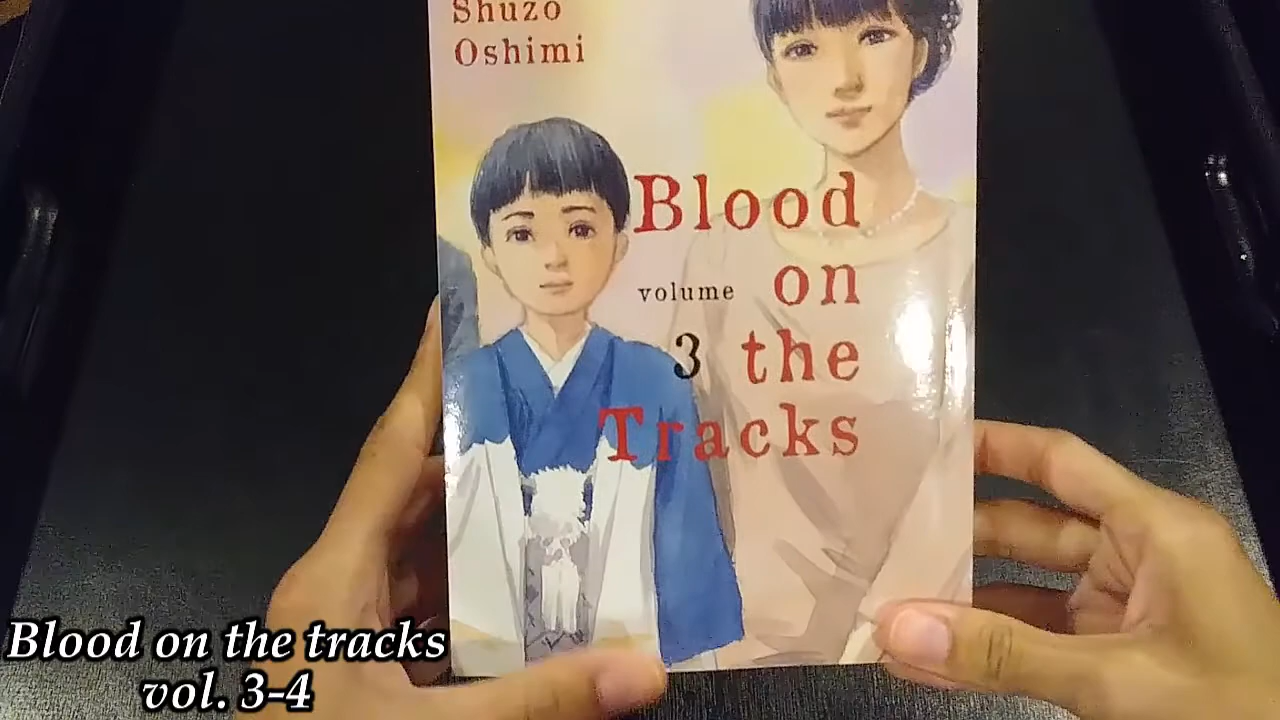 Shuzo
Oshimi
Blood
volume on
3 the
Tracks
Blood on the tracks
vol. 3-4